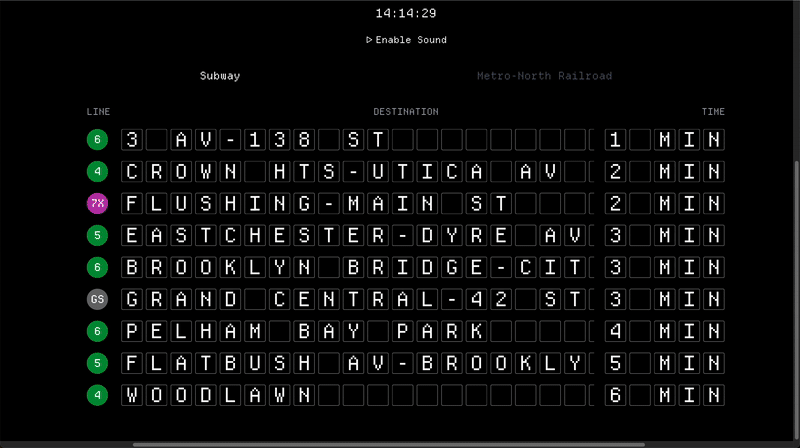 14:14:29
▷ Enable Sound
Subway Metro-North Railroad
LINE DESTINATION TIME
6 3 AV-138 ST 1 MIN
4 CROWN HTS-UTICA AV 2 MIN
7X FLUSHING-MAIN ST 2 MIN
5 EASTCHESTER-DYRE AV 3 MIN
6 BROOKLYN BRIDGE-CIT 3 MIN
GS GRAND CENTRAL-42 ST 3 MIN
6 PELHAM BAY PARK 4 MIN
5 FLATBUSH AV-BROOKLY 5 MIN
4 WOODLAWN 6 MIN